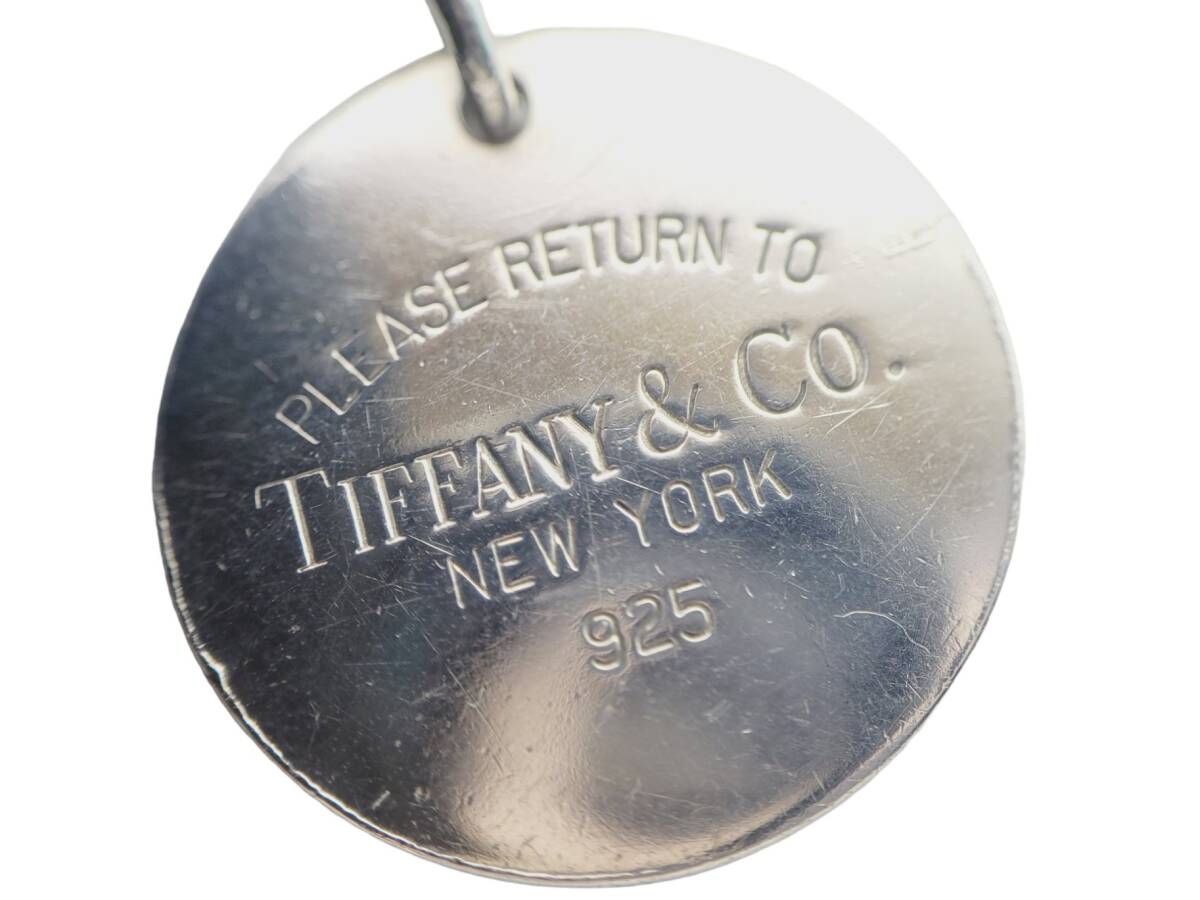 PLEASE RETURN TO
TIFFANY & CO.
NEW YORK
925